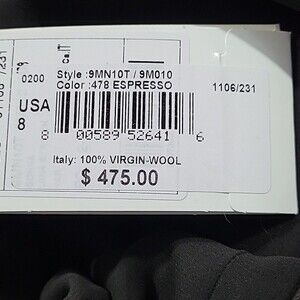 0200
Style :9MN10T / 9M010
Color :478 ESPRESSO
1106/231
USA
8
8 00589 52641 6
Italy: 100% VIRGIN-WOOL
$ 475.00